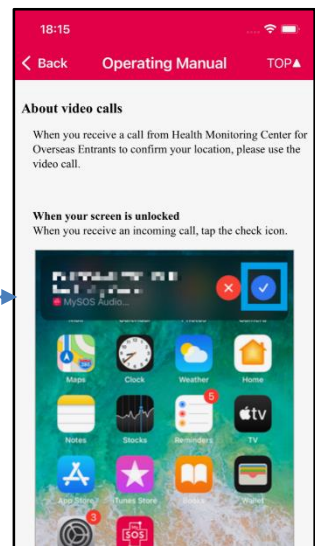 18:15
Back Operating Manual TOP▲
About video calls
When you receive a call from Health Monitoring Center for
Overseas Entrants to confirm your location, please use the
video call.
When your screen is unlocked
When you receive an incoming call, tap the check icon.
MySOS Audio...
Maps Clock Weather Home
5
Notes Stocks Reminders TV
tv
App Store iTunes Store Books Wallet
3
My
SOS